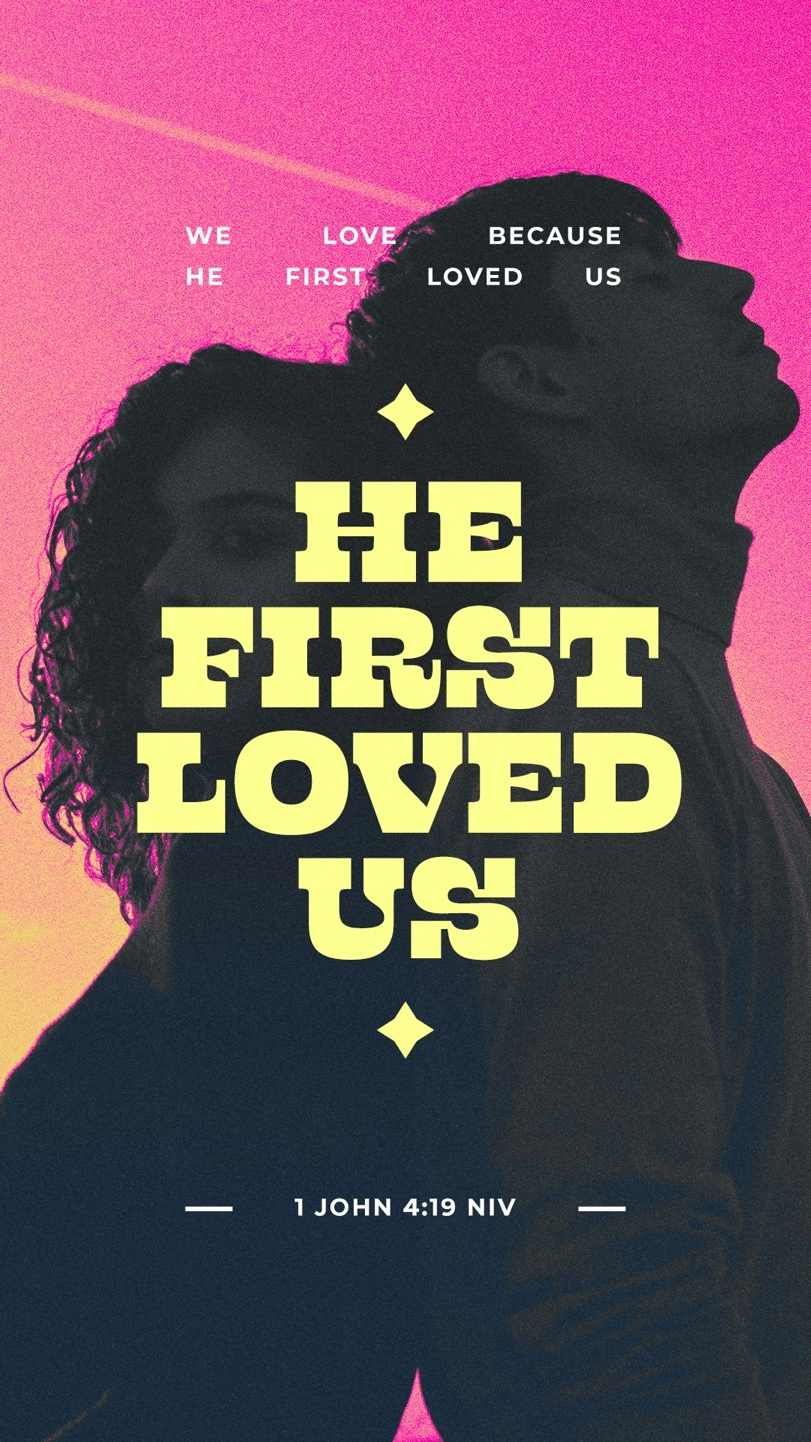 WE LOVE BECAUSE
HE FIRST LOVED US
HE
FIRST
LOVED
US
1 JOHN 4:19 NIV